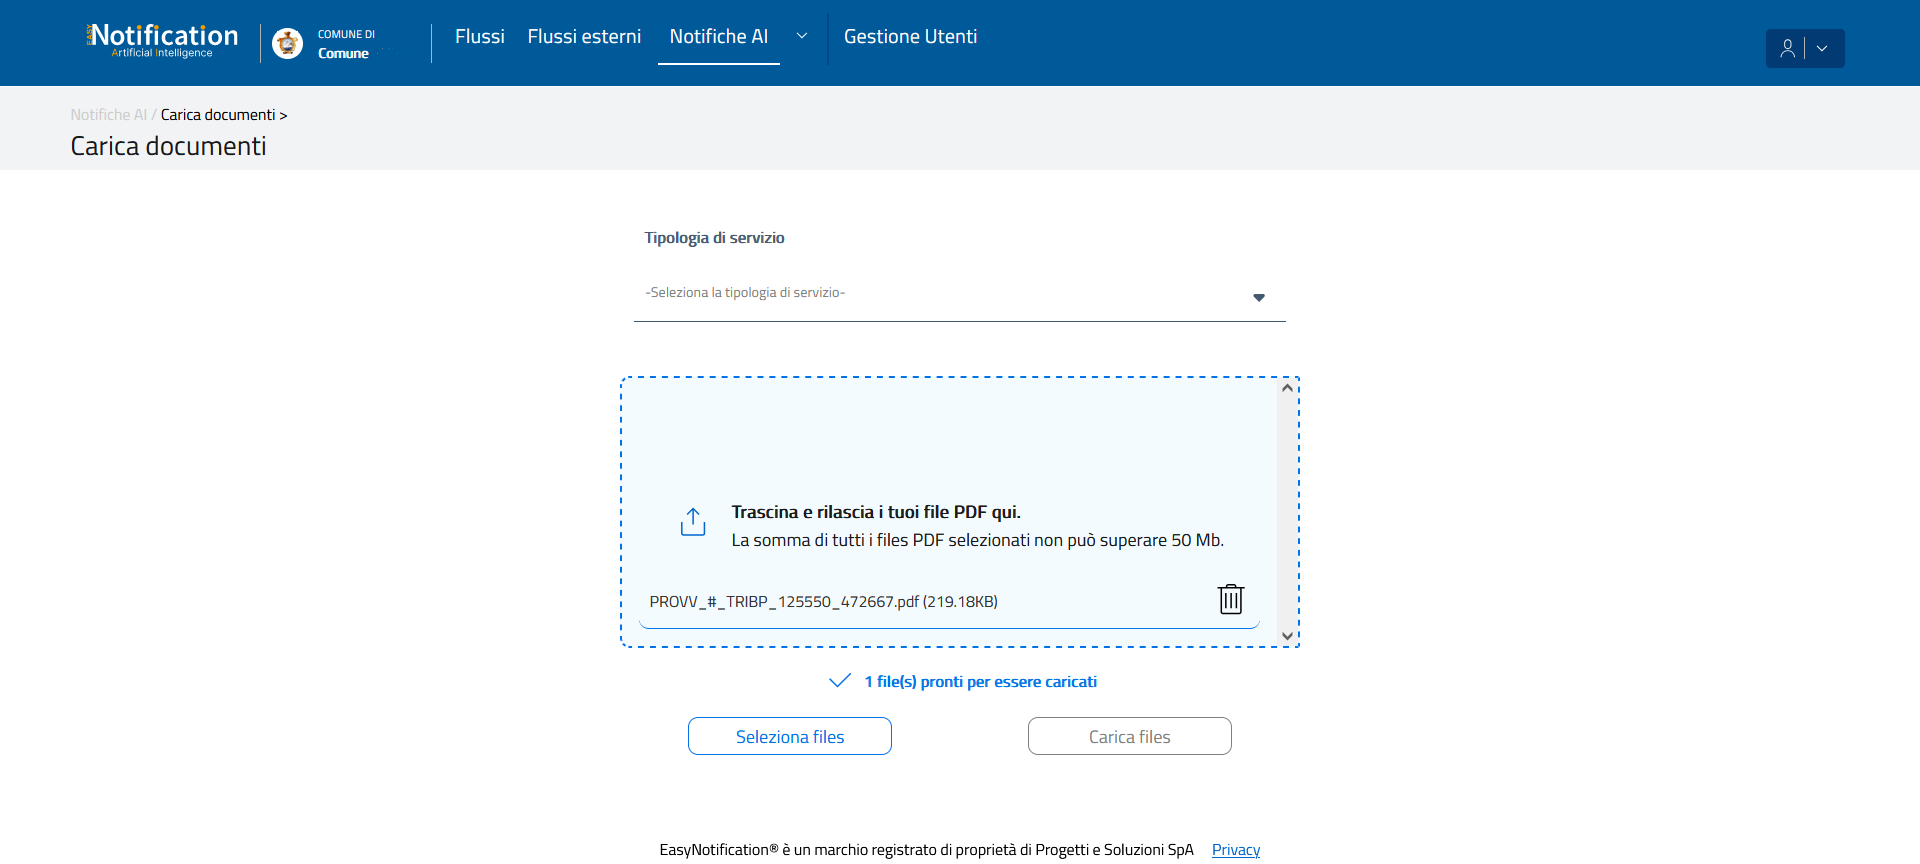 EASY Notification
Artificial Intelligence
COMUNE DI
Comune
Flussi
Flussi esterni
Notifiche AI
Gestione Utenti
Notifiche AI / Carica documenti >
Carica documenti
Tipologia di servizio
-Seleziona la tipologia di servizio-
Trascina e rilascia i tuoi file PDF qui.
La somma di tutti i files PDF selezionati non può superare 50 Mb.
PROVV_#_TRIBP_125550_472667.pdf (219.18KB)
1 file(s) pronti per essere caricati
Seleziona files
Carica files
EasyNotification® è un marchio registrato di proprietà di Progetti e Soluzioni SpA
Privacy